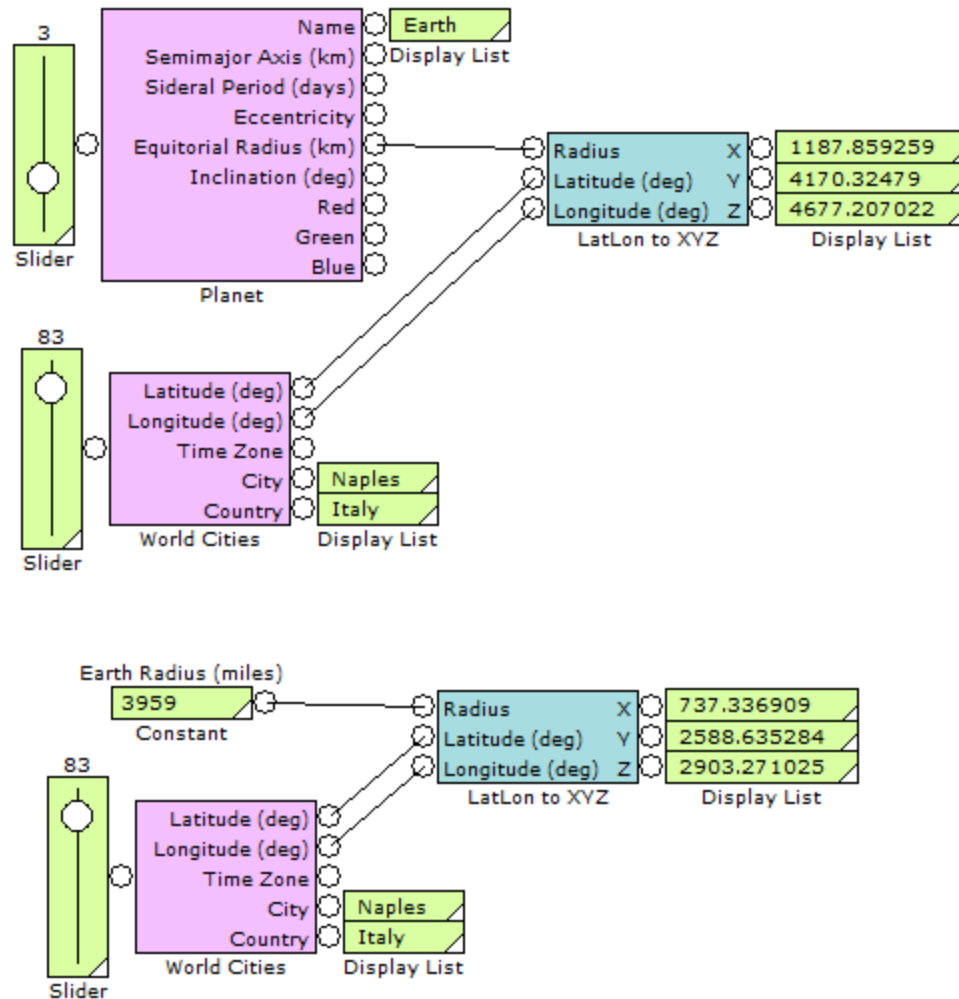 3
Slider
Name
Semimajor Axis (km)
Sideral Period (days)
Eccentricity
Equitorial Radius (km)
Inclination (deg)
Red
Green
Blue
Planet
Earth
Display List
Radius X
Latitude (deg) Y
Longitude (deg) Z
LatLon to XYZ
1187.859259
4170.32479
4677.207022
Display List
83
Slider
Latitude (deg)
Longitude (deg)
Time Zone
City
Country
World Cities
Naples
Italy
Display List
Earth Radius (miles)
3959
Constant
Radius X
Latitude (deg) Y
Longitude (deg) Z
LatLon to XYZ
737.336909
2588.635284
2903.271025
Display List
83
Slider
Latitude (deg)
Longitude (deg)
Time Zone
City
Country
World Cities
Naples
Italy
Display List